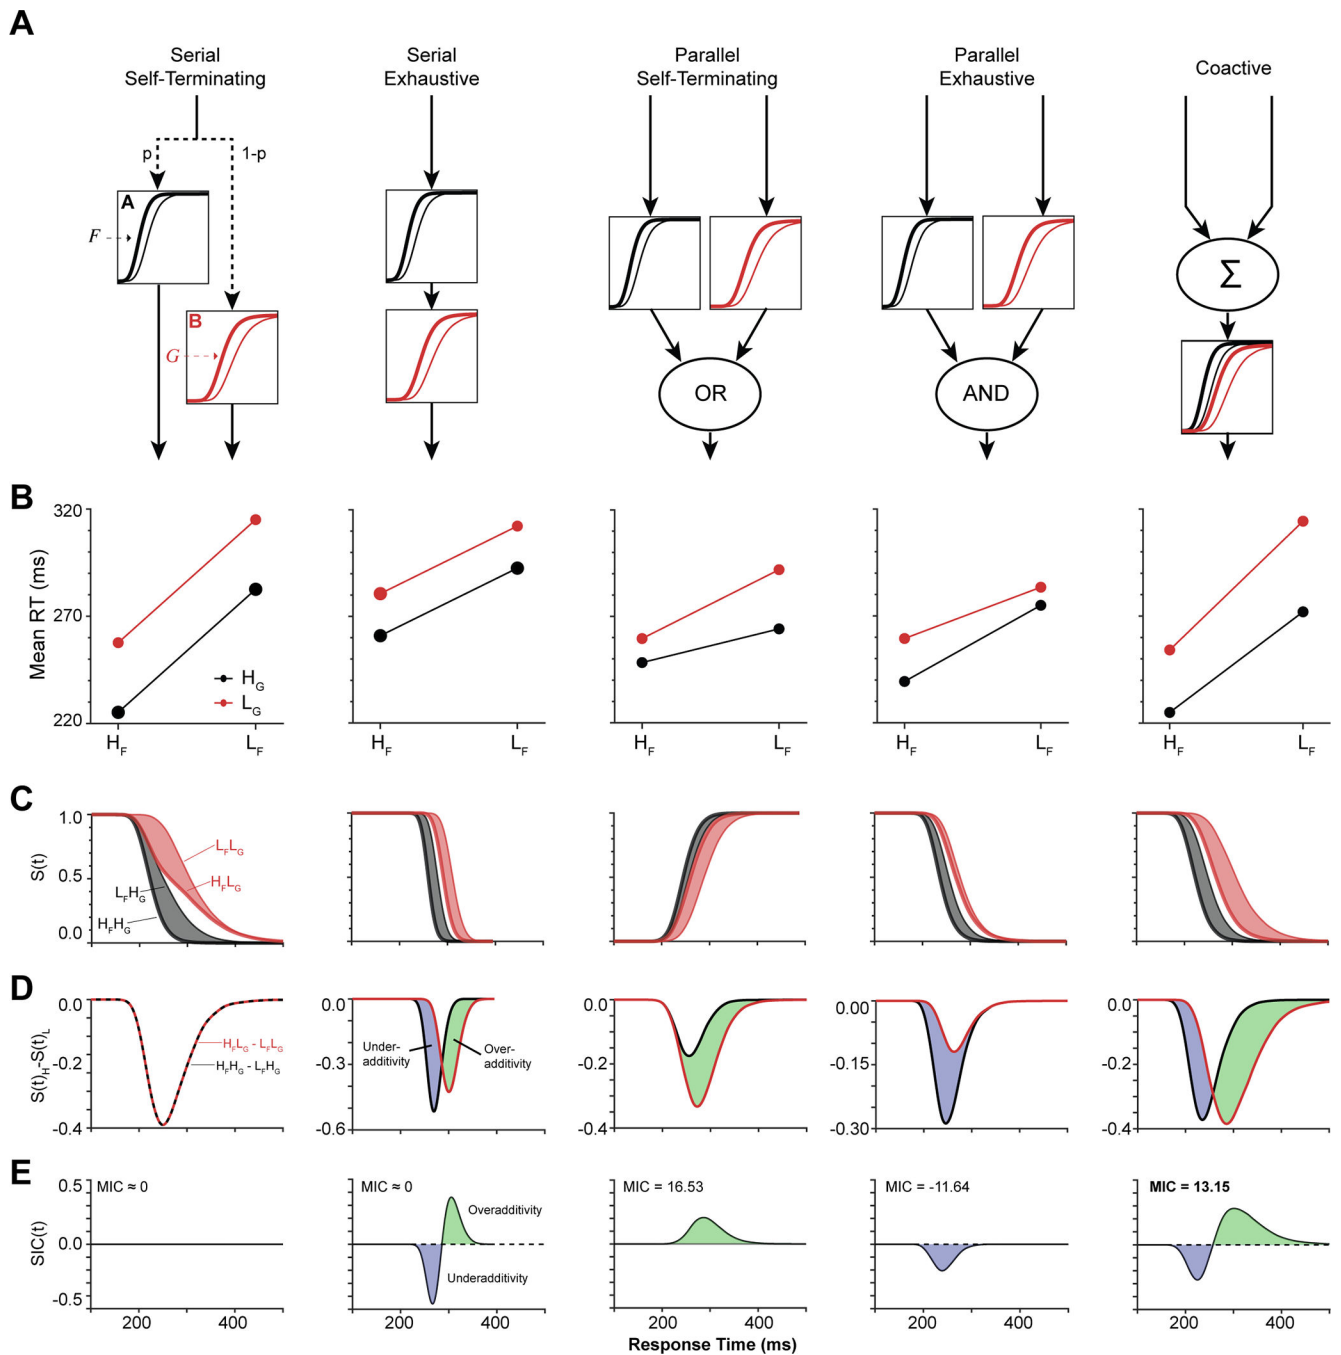 A
Serial
Self-Terminating
Serial
Exhaustive
Parallel
Self-Terminating
Parallel
Exhaustive
Coactive
p
1-p
A
F
B
G
OR
AND
Σ
B
Mean RT (ms)
320
270
220
H_G
L_G
H_F
L_F
H_F
L_F
H_F
L_F
H_F
L_F
H_F
L_F
C
S(t)
1.0
0.5
0.0
L_FL_G
H_FL_G
L_FH_G
H_FH_G
D
S(t)_H-S(t)_L
0.0
-0.2
-0.4
H_FL_G - L_FL_G
H_FH_G - L_FH_G
0.0
-0.3
-0.6
Under-
additivity
Over-
additivity
0.0
-0.2
-0.4
0.00
-0.15
-0.30
0.0
-0.2
-0.4
E
SIC(t)
0.5
0.0
-0.5
MIC ≈ 0
MIC ≈ 0
Overadditivity
Underadditivity
MIC = 16.53
MIC = -11.64
MIC = 13.15
200 400
200 400
200 400
200 400
200 400
Response Time (ms)